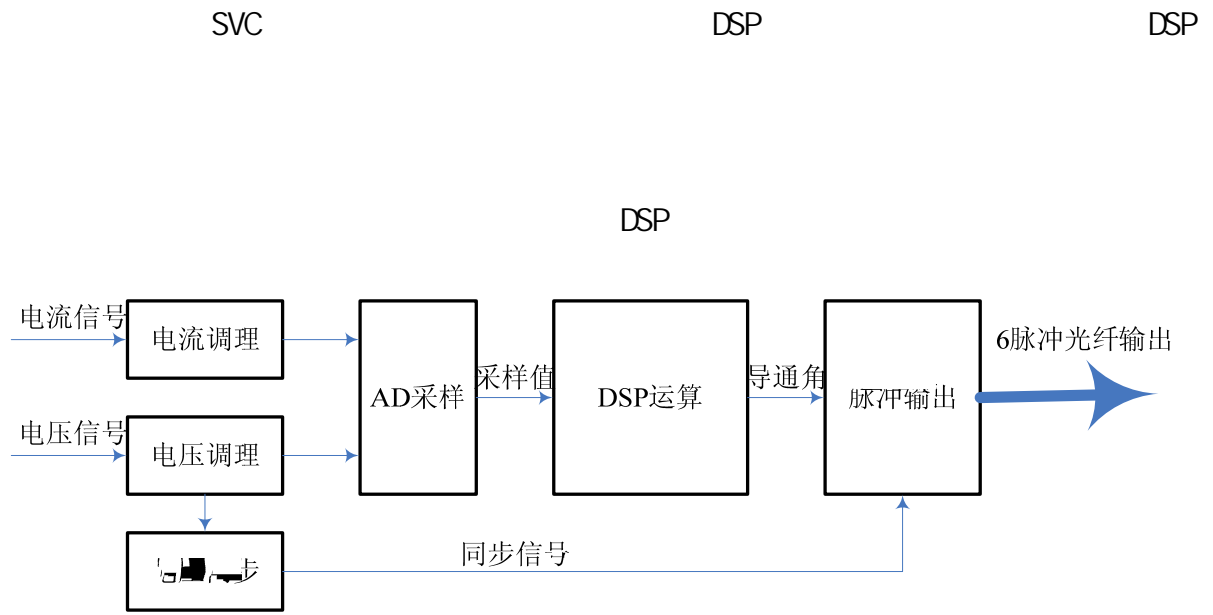 SVC DSP DSP
DSP
电流信号
电流调理
电压信号
电压调理
AD采样
采样值
DSP运算
导通角
脉冲输出
6脉冲光纤输出
同步信号
步